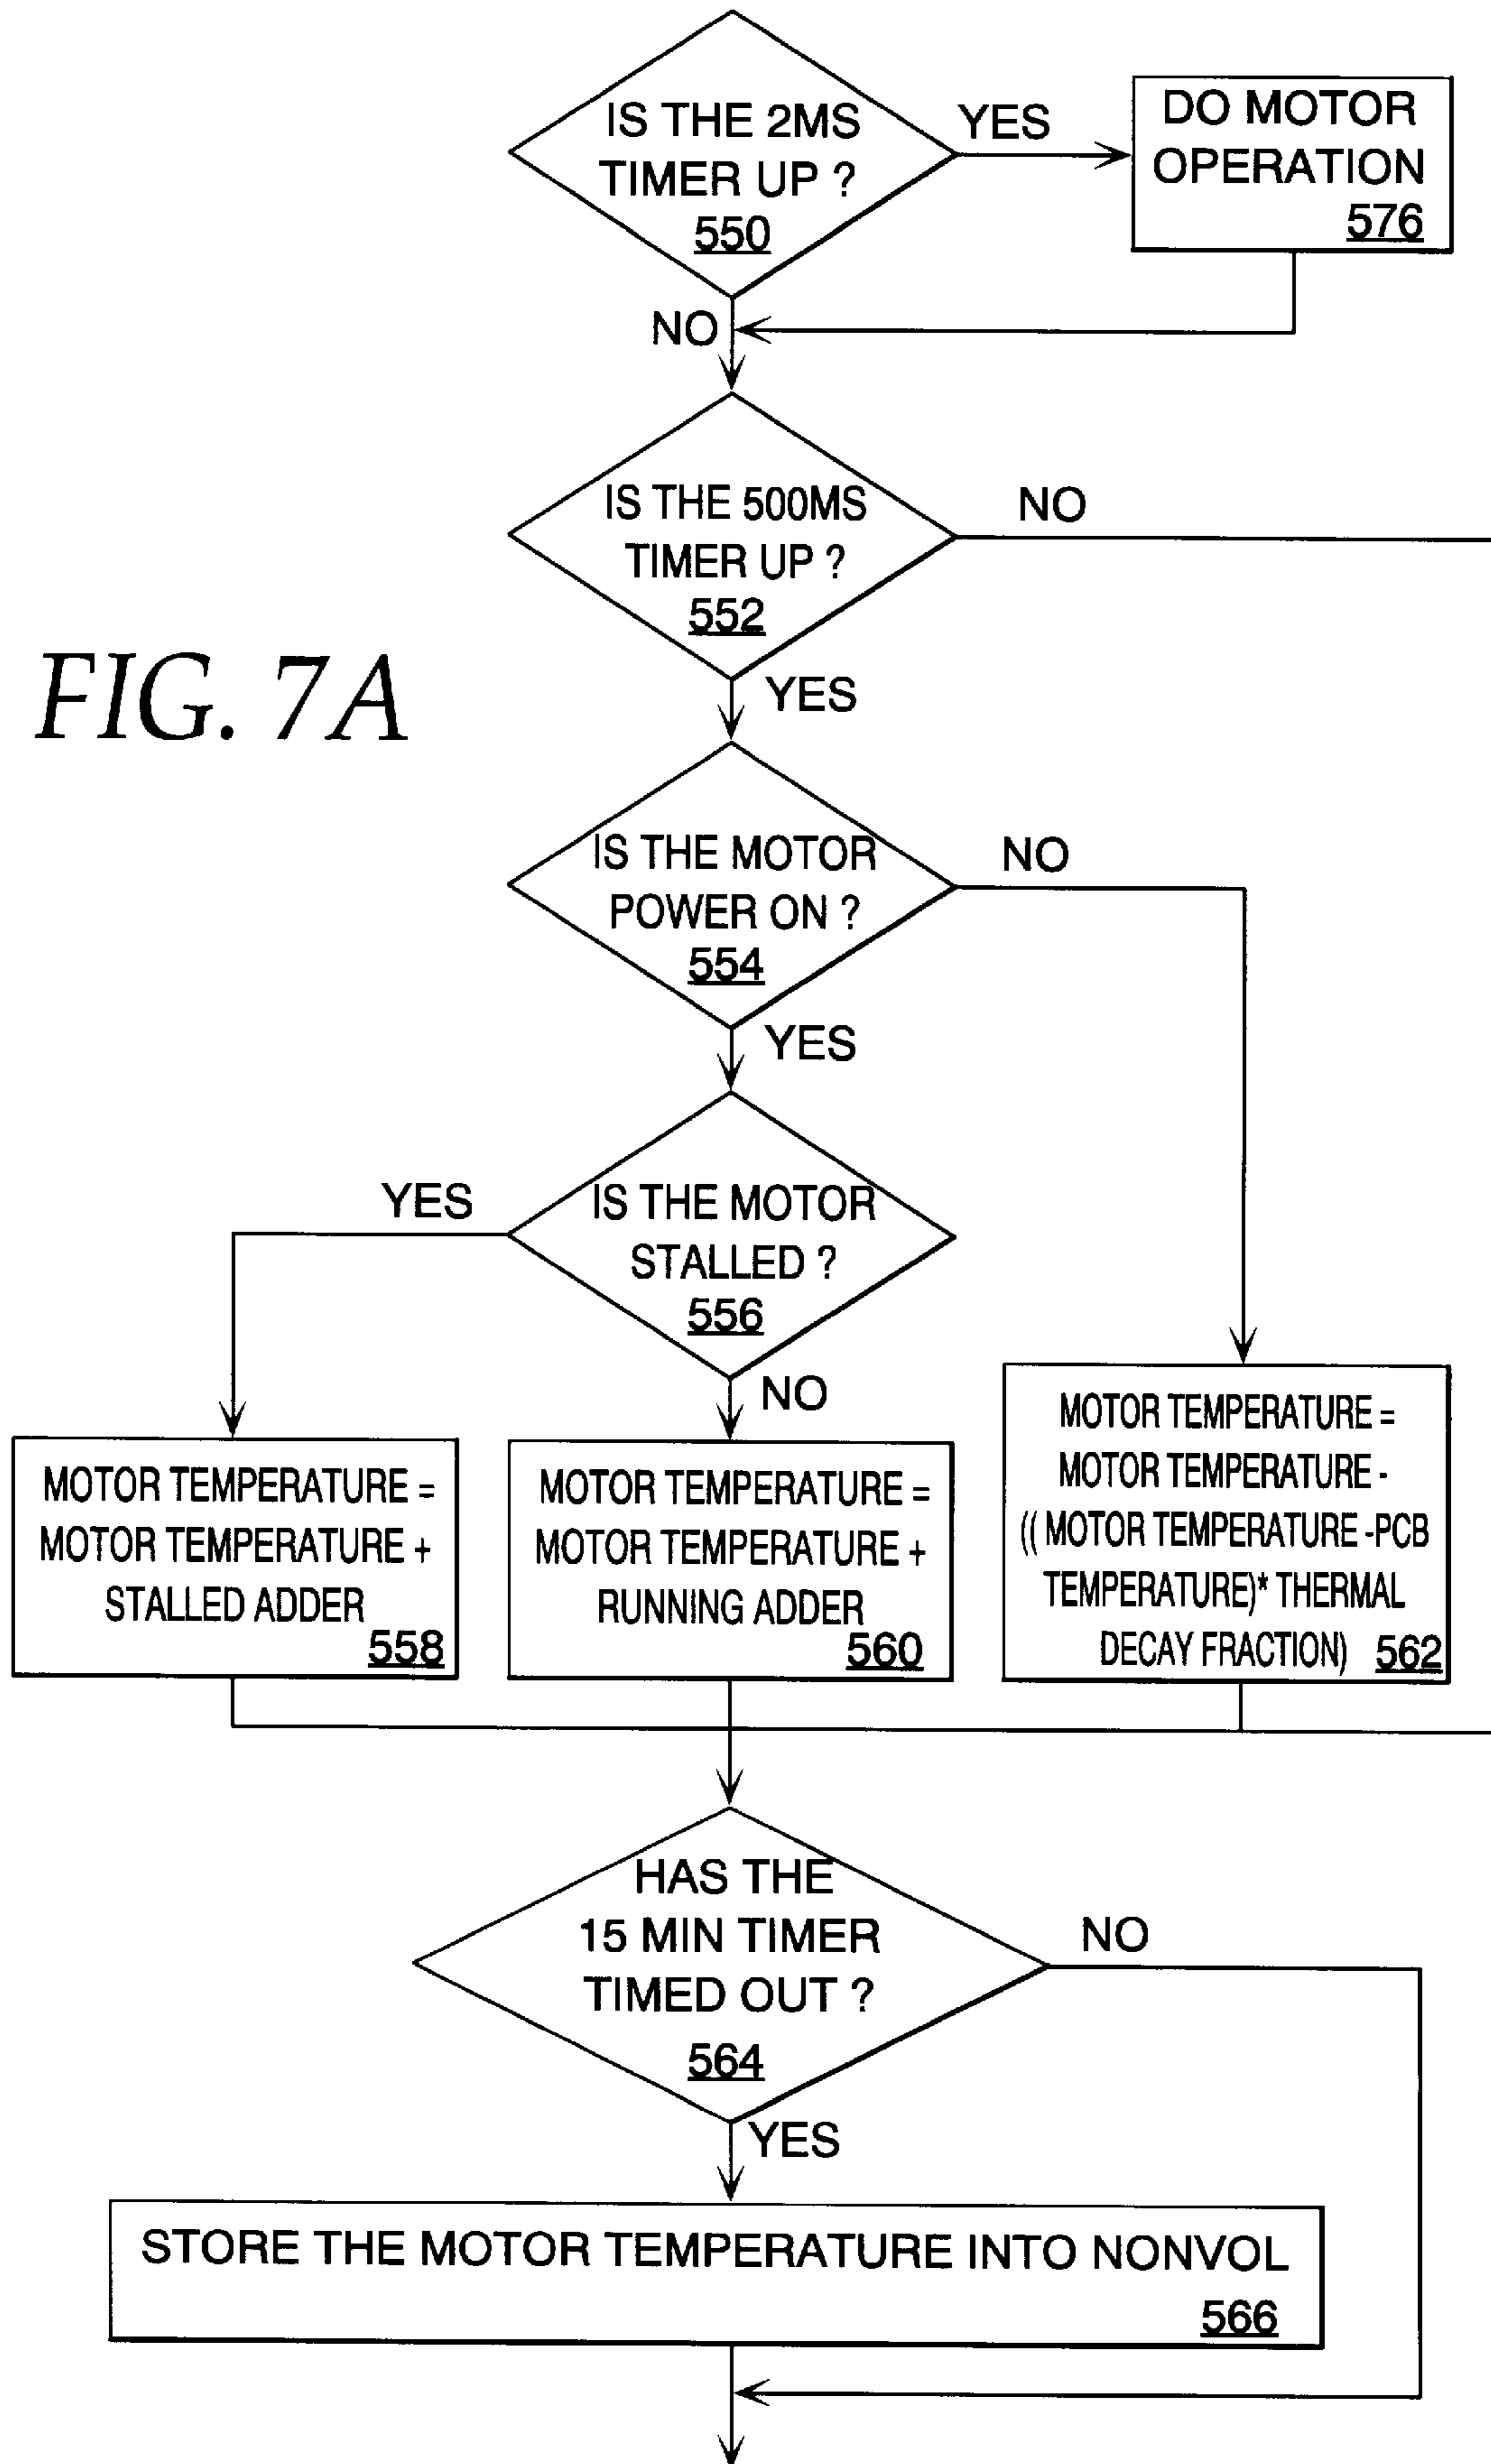 IS THE 2MS
TIMER UP ?
550
YES
DO MOTOR
OPERATION
576
NO
IS THE 500MS
TIMER UP ?
552
NO
YES
FIG. 7A
IS THE MOTOR
POWER ON ?
554
NO
YES
IS THE MOTOR
STALLED ?
556
YES
NO
MOTOR TEMPERATURE =
MOTOR TEMPERATURE +
STALLED ADDER
558
MOTOR TEMPERATURE =
MOTOR TEMPERATURE +
RUNNING ADDER
560
MOTOR TEMPERATURE =
MOTOR TEMPERATURE -
(( MOTOR TEMPERATURE -PCB
TEMPERATURE)* THERMAL
DECAY FRACTION)
562
HAS THE
15 MIN TIMER
TIMED OUT ?
564
NO
YES
STORE THE MOTOR TEMPERATURE INTO NONVOL
566